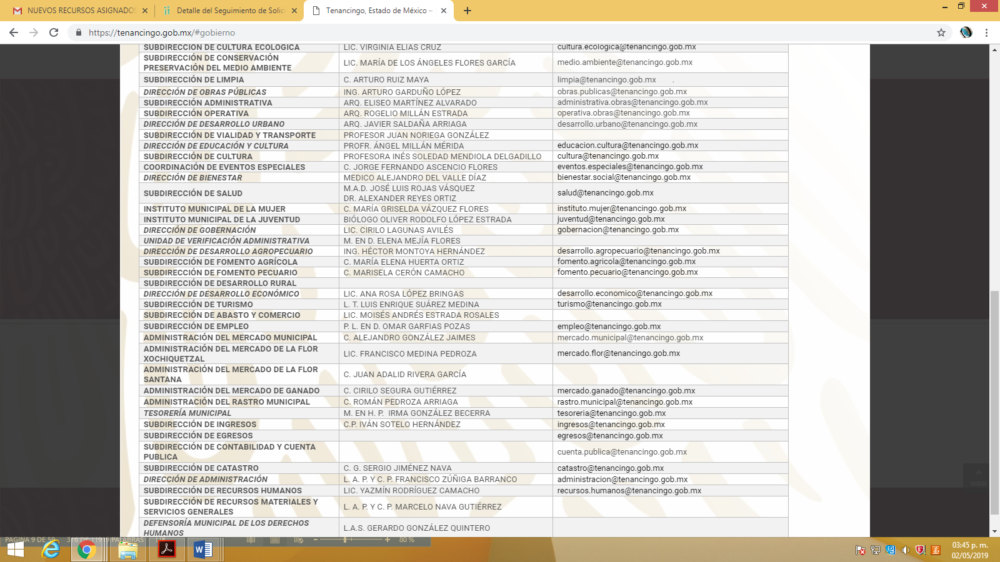 NUEVOS RECURSOS ASIGNADOS
Detalle del Seguimiento de Solici
Tenancingo, Estado de México –
https://tenancingo.gob.mx/#gobierno
SUBDIRECCIÓN DE CULTURA ECOLÓGICA LIC. VIRGINIA ELÍAS CRUZ cultura.ecologica@tenancingo.gob.mx
SUBDIRECCIÓN DE CONSERVACIÓN
PRESERVACIÓN DEL MEDIO AMBIENTE LIC. MARÍA DE LOS ÁNGELES FLORES GARCÍA medio.ambiente@tenancingo.gob.mx
SUBDIRECCIÓN DE LIMPIA C. ARTURO RUIZ MAYA limpia@tenancingo.gob.mx .
DIRECCIÓN DE OBRAS PÚBLICAS ING. ARTURO GARDUÑO LÓPEZ obras.publicas@tenancingo.gob.mx
SUBDIRECCIÓN ADMINISTRATIVA ARQ. ELISEO MARTÍNEZ ALVARADO administrativa.obras@tenancingo.gob.mx
SUBDIRECCIÓN OPERATIVA ARQ. ROGELIO MILLÁN ESTRADA operativa.obras@tenancingo.gob.mx
DIRECCIÓN DE DESARROLLO URBANO ARQ. JAVIER SALDAÑA ARRIAGA desarrollo.urbano@tenancingo.gob.mx
SUBDIRECCIÓN DE VIALIDAD Y TRANSPORTE PROFESOR JUAN NORIEGA GONZÁLEZ
DIRECCIÓN DE EDUCACIÓN Y CULTURA PROFR. ÁNGEL MILLÁN MÉRIDA educacion.cultura@tenancingo.gob.mx
SUBDIRECCIÓN DE CULTURA PROFESORA INÉS SOLEDAD MENDIOLA DELGADILLO cultura@tenancingo.gob.mx
COORDINACIÓN DE EVENTOS ESPECIALES C. JORGE FERNANDO ASCENCIO FLORES eventos.especiales@tenancingo.gob.mx
DIRECCIÓN DE BIENESTAR MEDICO ALEJANDRO DEL VALLE DÍAZ bienestar.social@tenancingo.gob.mx
SUBDIRECCIÓN DE SALUD M.A.D. JOSÉ LUIS ROJAS VÁSQUEZ
DR. ALEXANDER REYES ORTIZ salud@tenancingo.gob.mx
INSTITUTO MUNICIPAL DE LA MUJER C. MARÍA GRISELDA VÁZQUEZ FLORES instituto.mujer@tenancingo.gob.mx
INSTITUTO MUNICIPAL DE LA JUVENTUD BIÓLOGO OLIVER RODOLFO LÓPEZ ESTRADA juventud@tenancingo.gob.mx
DIRECCIÓN DE GOBERNACIÓN LIC. CIRILO LAGUNAS AVILÉS gobernacion@tenancingo.gob.mx
UNIDAD DE VERIFICACIÓN ADMINISTRATIVA M. EN D. ELENA MEJÍA FLORES
DIRECCIÓN DE DESARROLLO AGROPECUARIO ING. HÉCTOR MONTOYA HERNÁNDEZ desarrollo.agropecuario@tenancingo.gob.mx
SUBDIRECCIÓN DE FOMENTO AGRÍCOLA C. MARÍA ELENA HUERTA ORTIZ fomento.agricola@tenancingo.gob.mx
SUBDIRECCIÓN DE FOMENTO PECUARIO C. MARISELA CERÓN CAMACHO fomento.pecuario@tenancingo.gob.mx
SUBDIRECCIÓN DE DESARROLLO RURAL
DIRECCIÓN DE DESARROLLO ECONÓMICO LIC. ANA ROSA LÓPEZ BRINGAS desarrollo.economico@tenancingo.gob.mx
SUBDIRECCIÓN DE TURISMO L. T. LUIS ENRIQUE SUÁREZ MEDINA turismo@tenancingo.gob.mx
SUBDIRECCIÓN DE ABASTO Y COMERCIO LIC. MOISÉS ANDRÉS ESTRADA ROSALES
SUBDIRECCIÓN DE EMPLEO P. L. EN D. OMAR GARFIAS POZAS empleo@tenancingo.gob.mx
ADMINISTRACIÓN DEL MERCADO MUNICIPAL C. ALEJANDRO GONZÁLEZ JAIMES mercado.municipal@tenancingo.gob.mx
ADMINISTRACIÓN DEL MERCADO DE LA FLOR
XOCHIQUETZAL LIC. FRANCISCO MEDINA PEDROZA mercado.flor@tenancingo.gob.mx
ADMINISTRACIÓN DEL MERCADO DE LA FLOR
SANTANA C. JUAN ADALID RIVERA GARCÍA
ADMINISTRACIÓN DEL MERCADO DE GANADO C. CIRILO SEGURA GUTIÉRREZ mercado.ganado@tenancingo.gob.mx
ADMINISTRACIÓN DEL RASTRO MUNICIPAL C. ROMÁN PEDROZA ARRIAGA rastro.municipal@tenancingo.gob.mx
TESORERÍA MUNICIPAL M. EN H. P. IRMA GONZÁLEZ BECERRA tesoreria@tenancingo.gob.mx
SUBDIRECCIÓN DE INGRESOS C.P. IVÁN SOTELO HERNÁNDEZ ingresos@tenancingo.gob.mx
SUBDIRECCIÓN DE EGRESOS egresos@tenancingo.gob.mx
SUBDIRECCIÓN DE CONTABILIDAD Y CUENTA
PUBLICA cuenta.publica@tenancingo.gob.mx
SUBDIRECCIÓN DE CATASTRO C. G. SERGIO JIMÉNEZ NAVA catastro@tenancingo.gob.mx
DIRECCIÓN DE ADMINISTRACIÓN L. A. P. Y C. P. FRANCISCO ZÚÑIGA BARRANCO administracion@tenancingo.gob.mx
SUBDIRECCIÓN DE RECURSOS HUMANOS LIC. YAZMÍN RODRÍGUEZ CAMACHO recursos.humanos@tenancingo.gob.mx
SUBDIRECCIÓN DE RECURSOS MATERIALES Y
SERVICIOS GENERALES L. A. P. Y C. P. MARCELO NAVA GUTIÉRREZ
DEFENSORÍA MUNICIPAL DE LOS DERECHOS
HUMANOS L.A.S. GERARDO GONZÁLEZ QUINTERO
PÁGINA 9 DE 59 PALABRAS 80 %
03:45 p. m.
02/05/2019